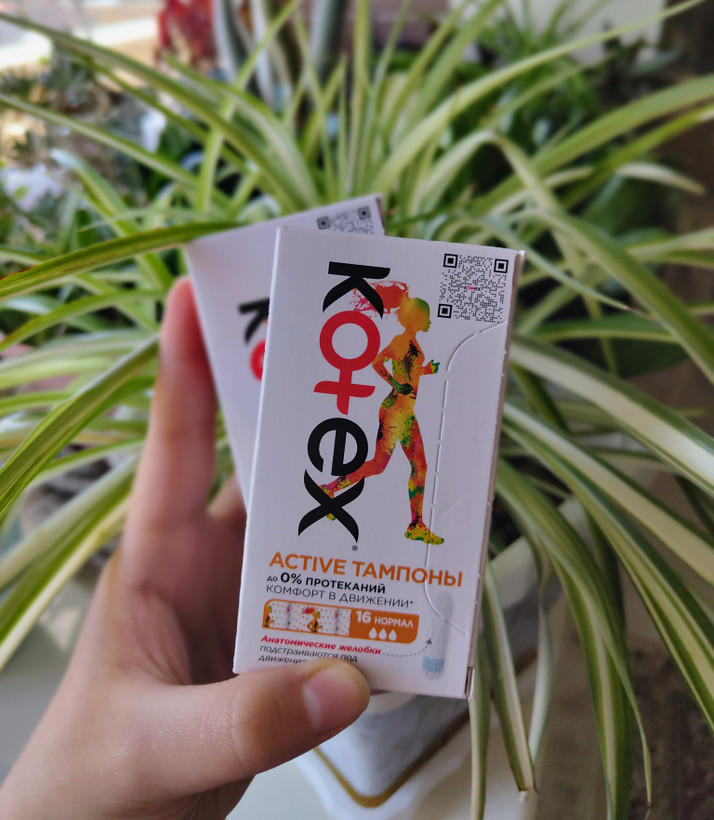 kotex®
ACTIVE ТАМПОНЫ
до 0% ПРОТЕКАНИЙ
КОМФОРТ В ДВИЖЕНИИ*
16 НОРМАЛ
Анатомические желобки
подстраиваются под